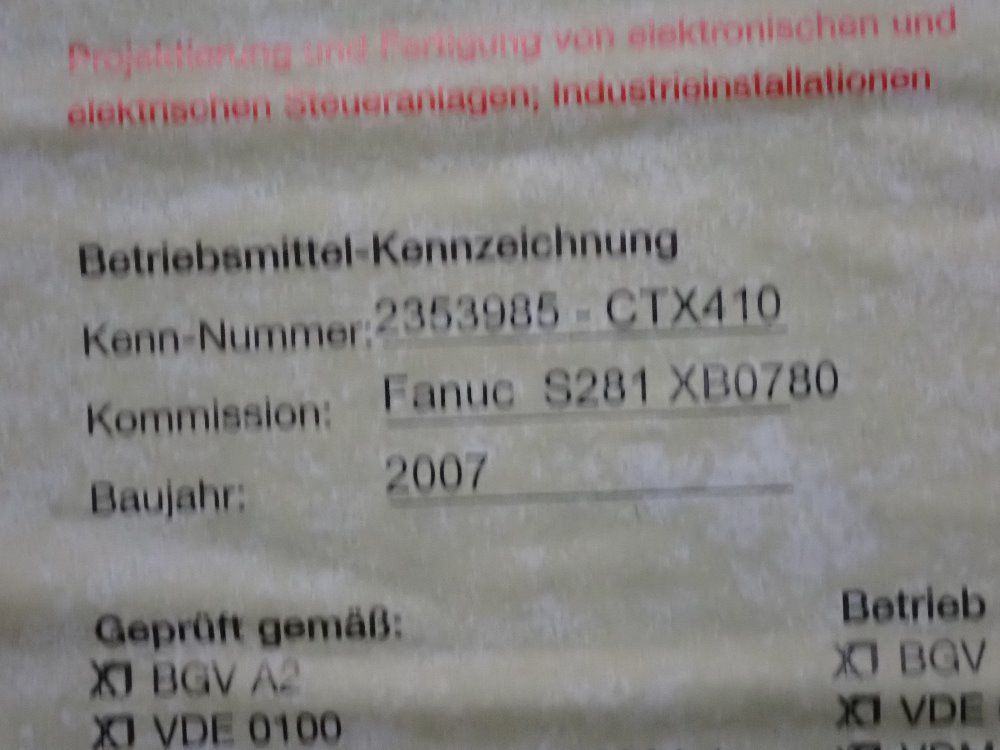 Projektierung und Fertigung von elektronischen und
elektrischen Steueranlagen; Industrieinstallationen
Betriebsmittel-Kennzeichnung
Kenn-Nummer: 2353985 - CTX410
Kommission: Fanuc S281 XB0780
Baujahr: 2007
Geprüft gemäß: Betrieb
X BGV A2 X BGV
X VDE 0100 X VDE